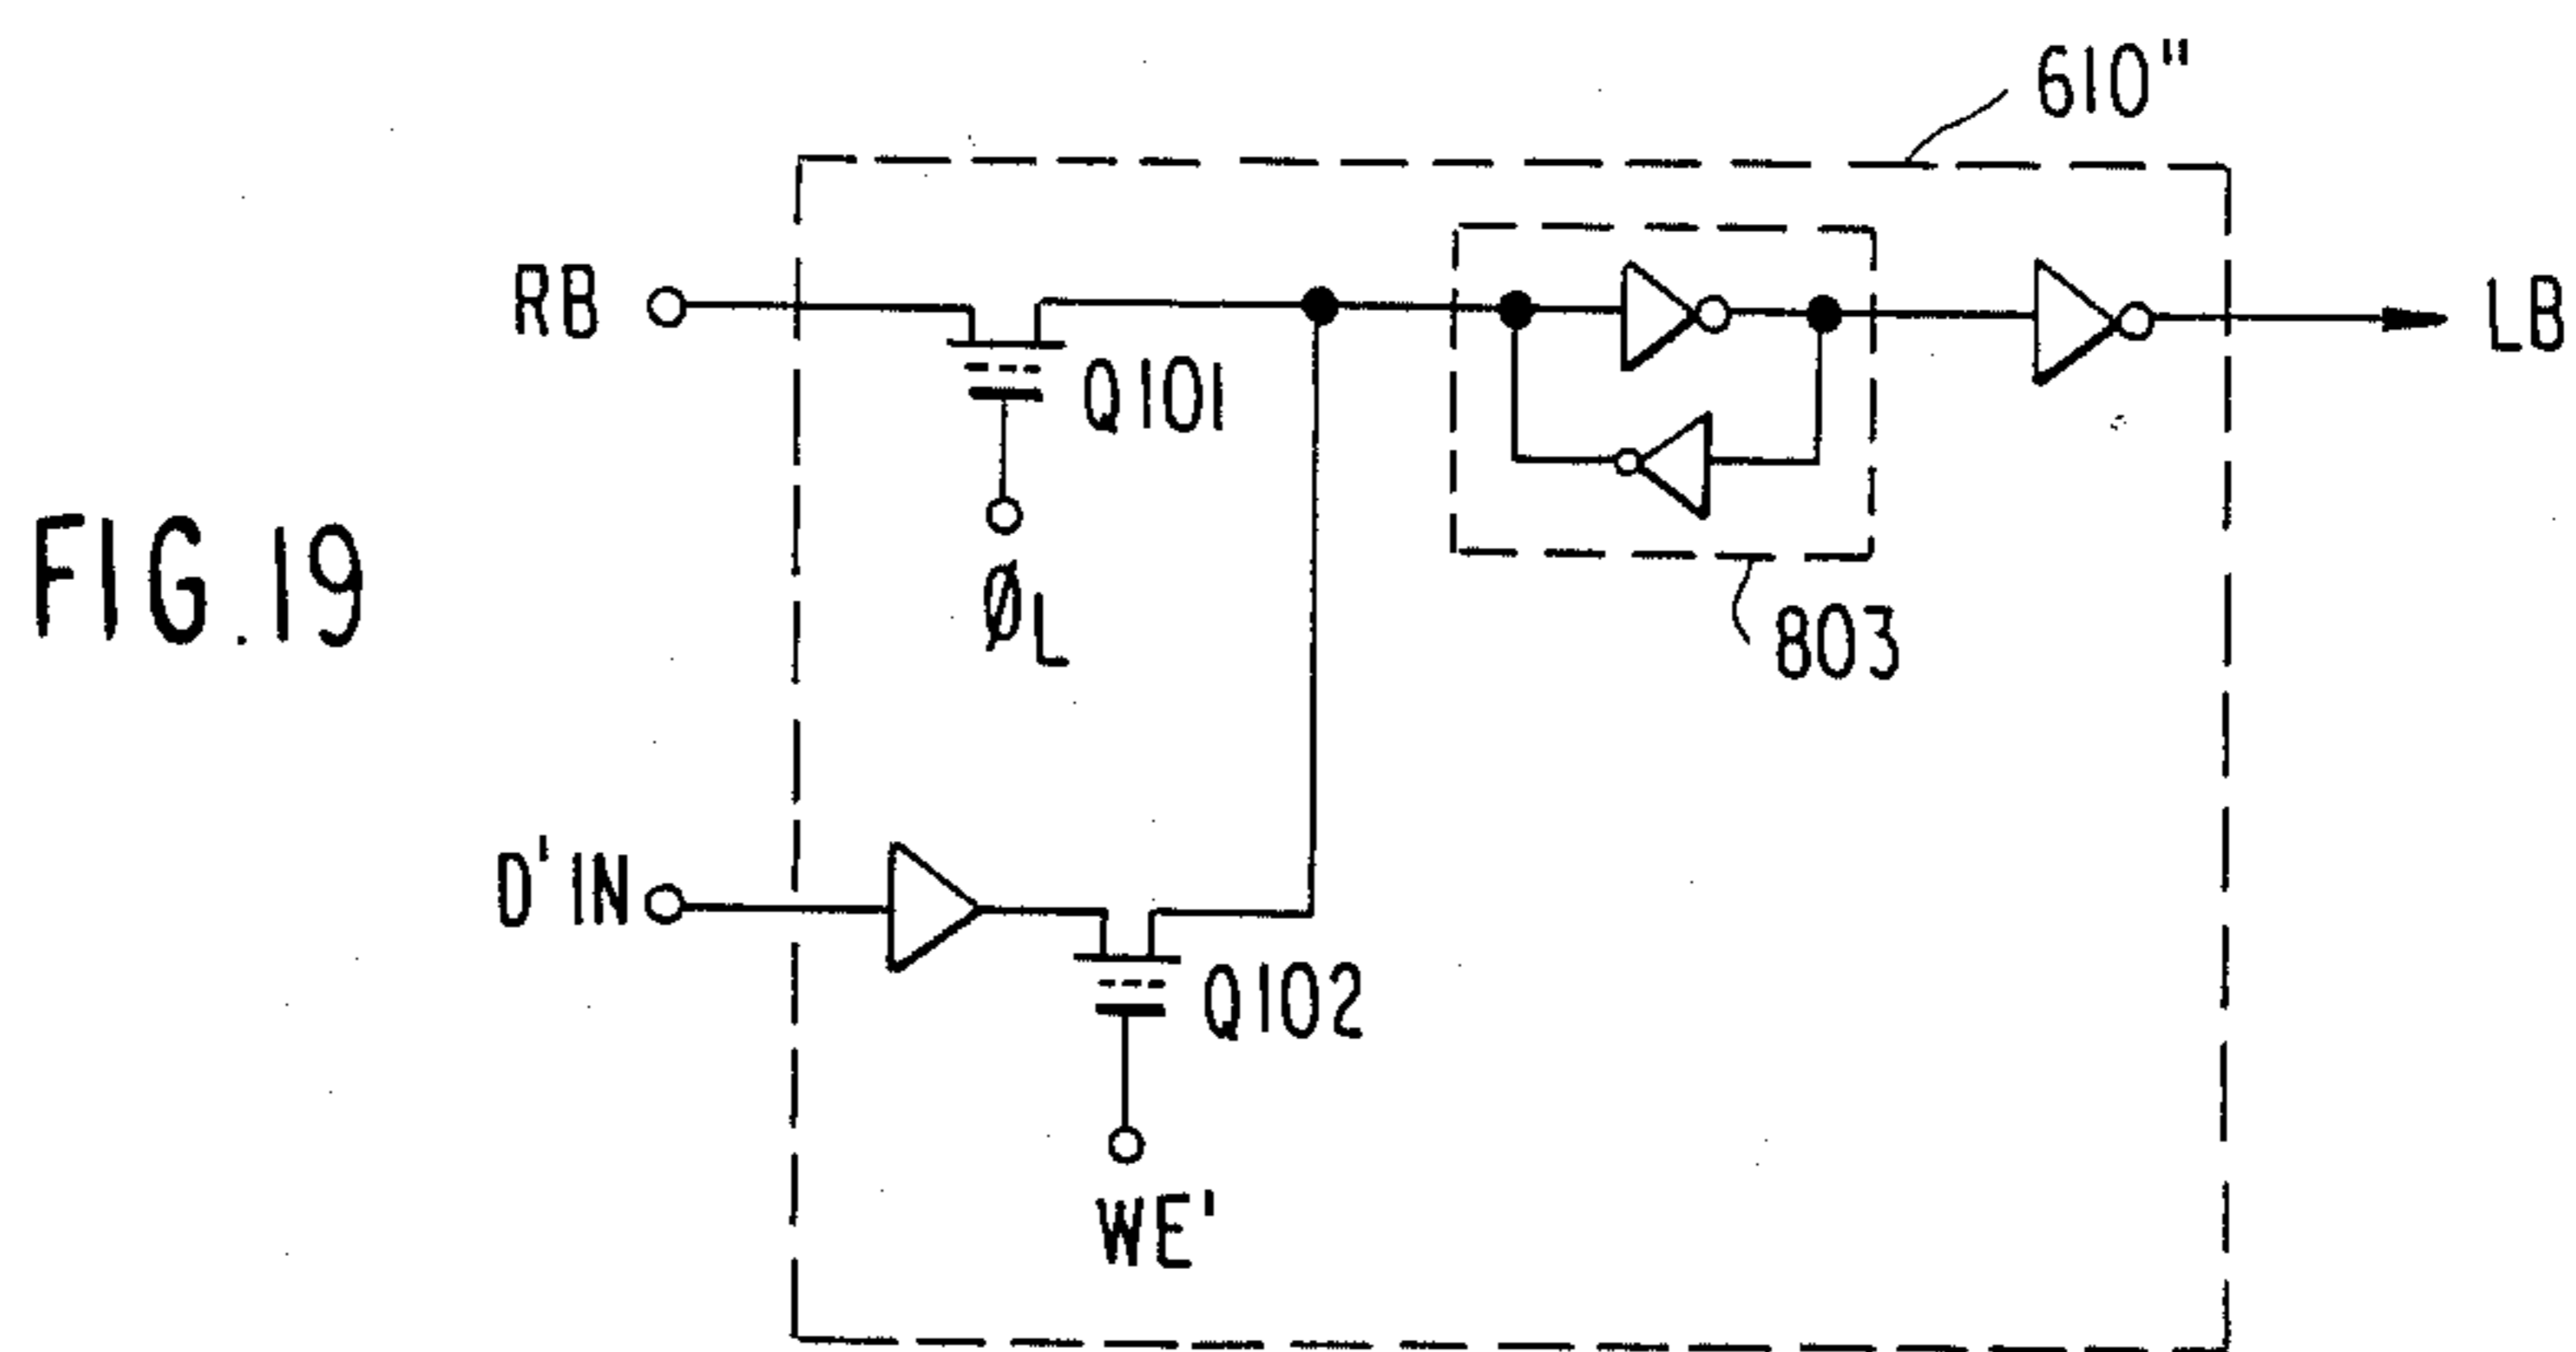 610"
RB
LB
Q101
FIG.19
ØL
803
D'IN
Q102
WE'